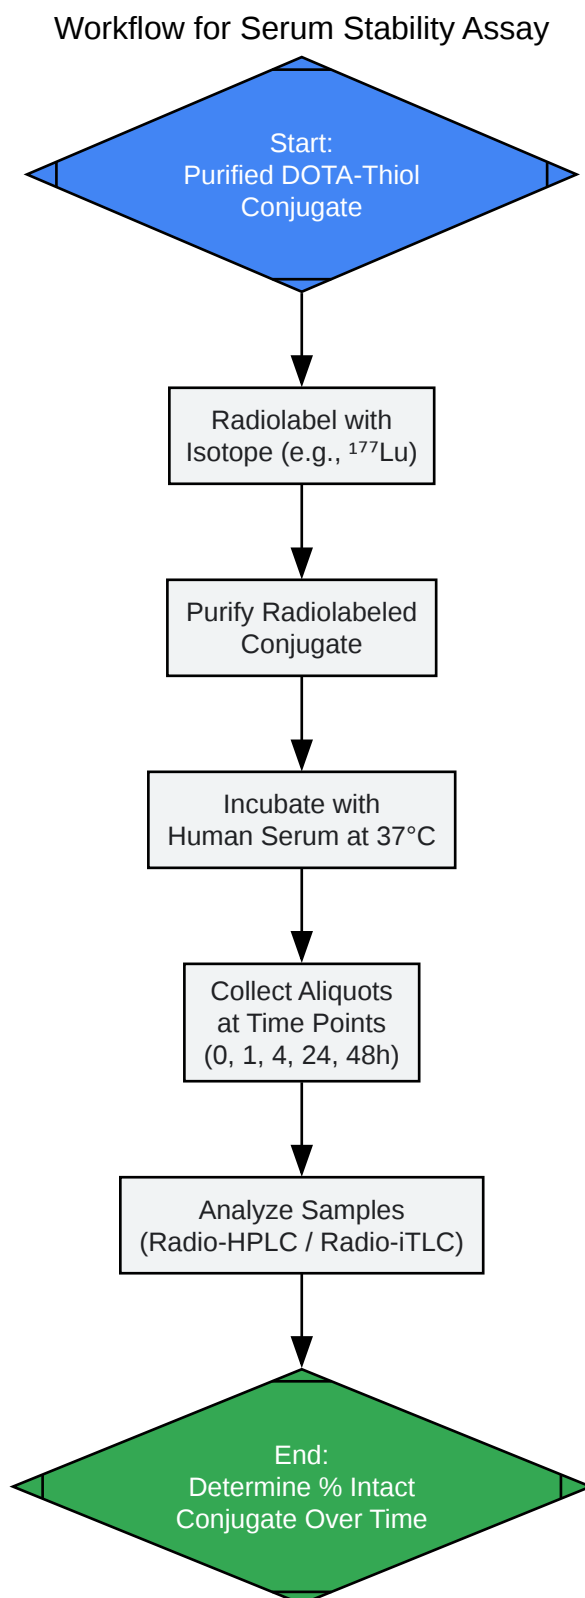 Workflow for Serum Stability Assay
Start:
Purified DOTA-Thiol
Conjugate
Radiolabel with
Isotope (e.g., ¹⁷⁷Lu)
Purify Radiolabeled
Conjugate
Incubate with
Human Serum at 37°C
Collect Aliquots
at Time Points
(0, 1, 4, 24, 48h)
Analyze Samples
(Radio-HPLC / Radio-iTLC)
End:
Determine % Intact
Conjugate Over Time